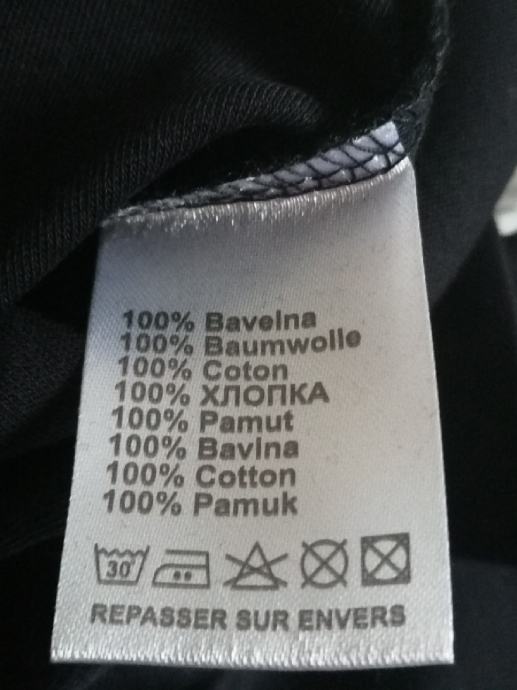 100% Bavelna
100% Baumwolle
100% Coton
100% ХЛОПКА
100% Pamut
100% Bavlna
100% Cotton
100% Pamuk
30°
REPASSER SUR ENVERS